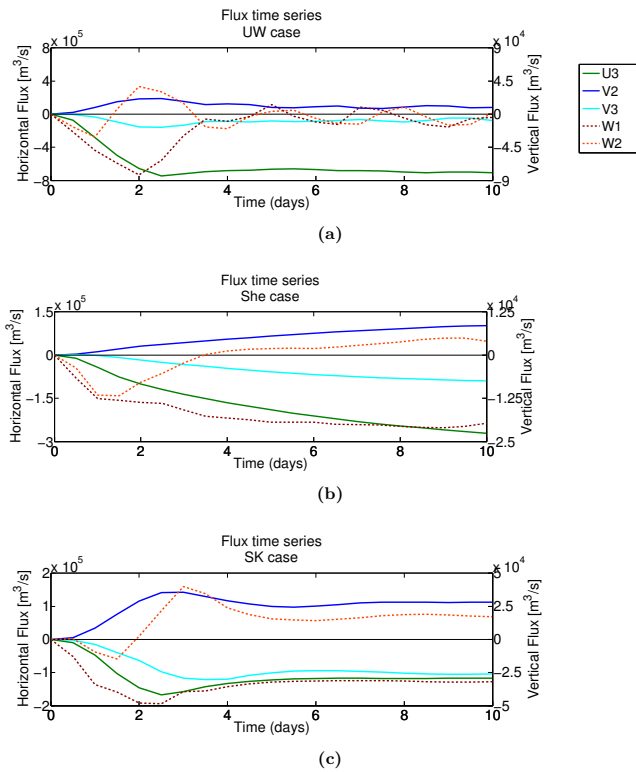 Flux time series
UW case
x 10^5
x 10^4
Horizontal Flux [m^3/s]
8
4
0
−4
−8
9
4.5
0
−4.5
−9
Vertical Flux [m^3/s]
0 2 4 6 8 10
Time (days)
(a)
U3
V2
V3
W1
W2
Flux time series
She case
x 10^5
x 10^4
Horizontal Flux [m^3/s]
1.5
0
−1.5
−3
1.25
0
−1.25
−2.5
Vertical Flux [m^3/s]
0 2 4 6 8 10
Time (days)
(b)
Flux time series
SK case
x 10^5
x 10^4
Horizontal Flux [m^3/s]
2
1
0
−1
−2
5
2.5
0
−2.5
−5
Vertical Flux [m^3/s]
0 2 4 6 8 10
Time (days)
(c)